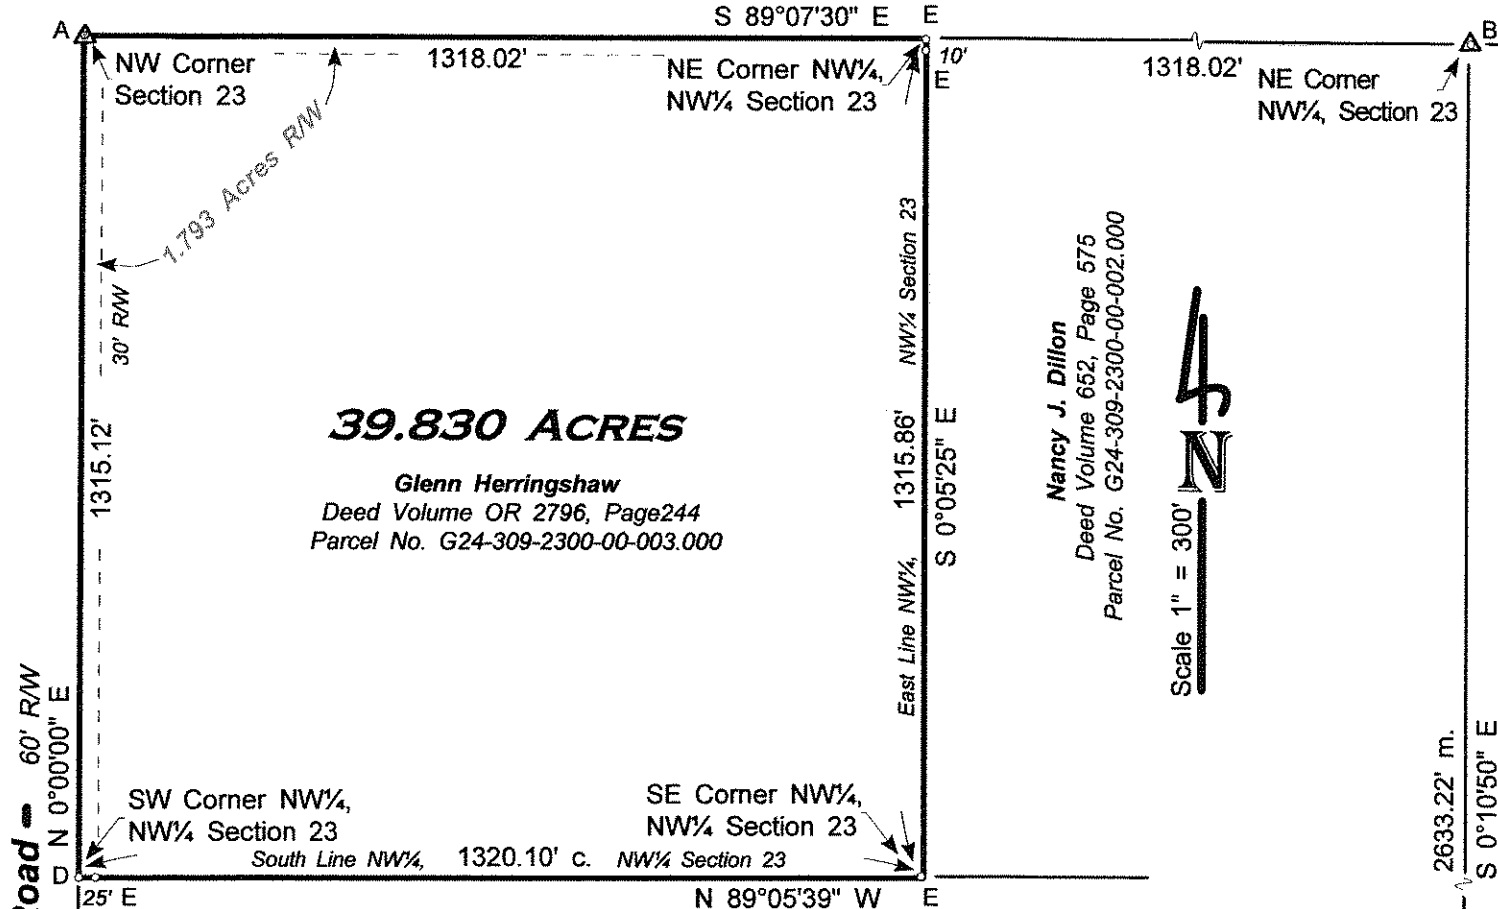 S 89°07'30" E E
A
B
NW Corner
Section 23
1318.02'
NE Corner NW¼,
NW¼ Section 23
10'
E
1318.02'
NE Corner
NW¼, Section 23
1.793 Acres R/W
30' R/W
1315.12'
39.830 ACRES
Glenn Herringshaw
Deed Volume OR 2796, Page244
Parcel No. G24-309-2300-00-003.000
East Line NW¼, 1315.86' NW¼ Section 23
S 0°05'25" E
Nancy J. Dillon
Deed Volume 652, Page 575
Parcel No. G24-309-2300-00-002.000
N
Scale 1" = 300'
Road 60' R/W
N 0°00'00" E
SW Corner NW¼,
NW¼ Section 23
SE Corner NW¼,
NW¼ Section 23
South Line NW¼, 1320.10' c. NW¼ Section 23
D
25' E
N 89°05'39" W E
2633.22' m.
S 0°10'50" E